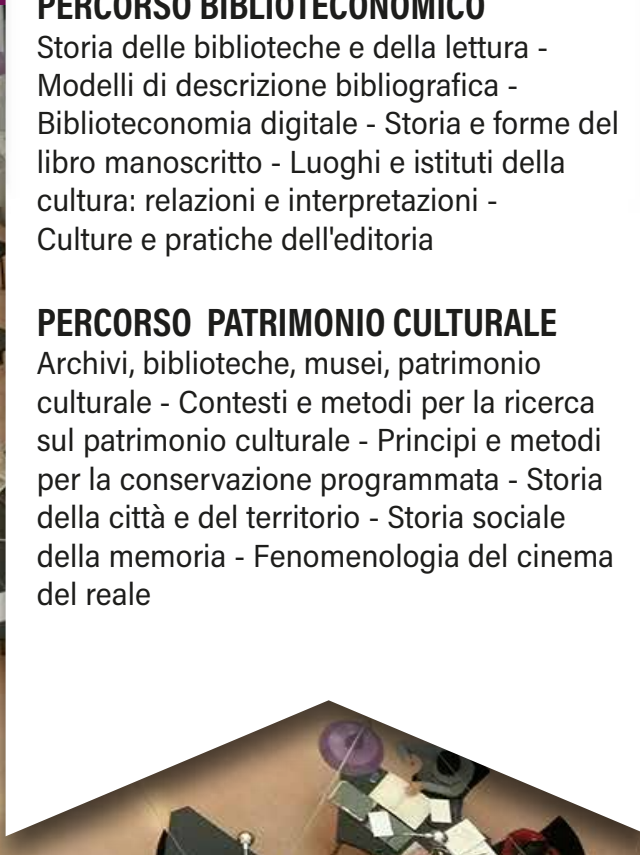 PERCORSO BIBLIOTECONOMICO
Storia delle biblioteche e della lettura -
Modelli di descrizione bibliografica -
Biblioteconomia digitale - Storia e forme del
libro manoscritto - Luoghi e istituti della
cultura: relazioni e interpretazioni -
Culture e pratiche dell'editoria
PERCORSO  PATRIMONIO CULTURALE
Archivi, biblioteche, musei, patrimonio
culturale - Contesti e metodi per la ricerca
sul patrimonio culturale - Principi e metodi
per la conservazione programmata - Storia
della città e del territorio - Storia sociale
della memoria - Fenomenologia del cinema
del reale